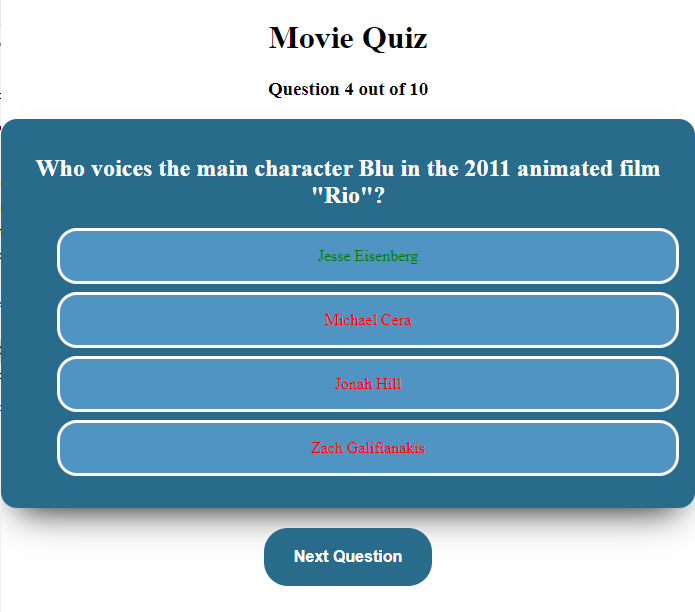 Movie Quiz
Question 4 out of 10
Who voices the main character Blu in the 2011 animated film
"Rio"?
Jesse Eisenberg
Michael Cera
Jonah Hill
Zach Galifianakis
Next Question